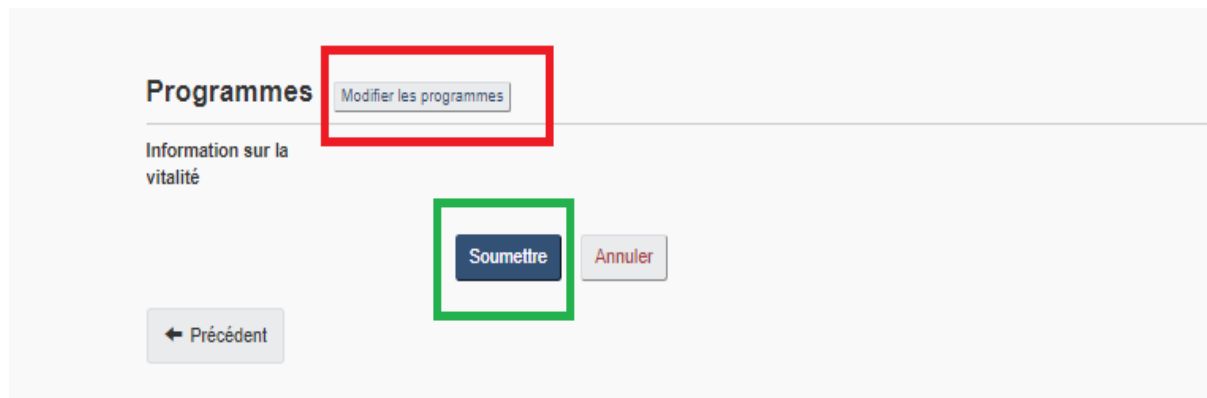 Programmes Modifier les programmes
Information sur la
vitalité
Soumettre Annuler
Précédent